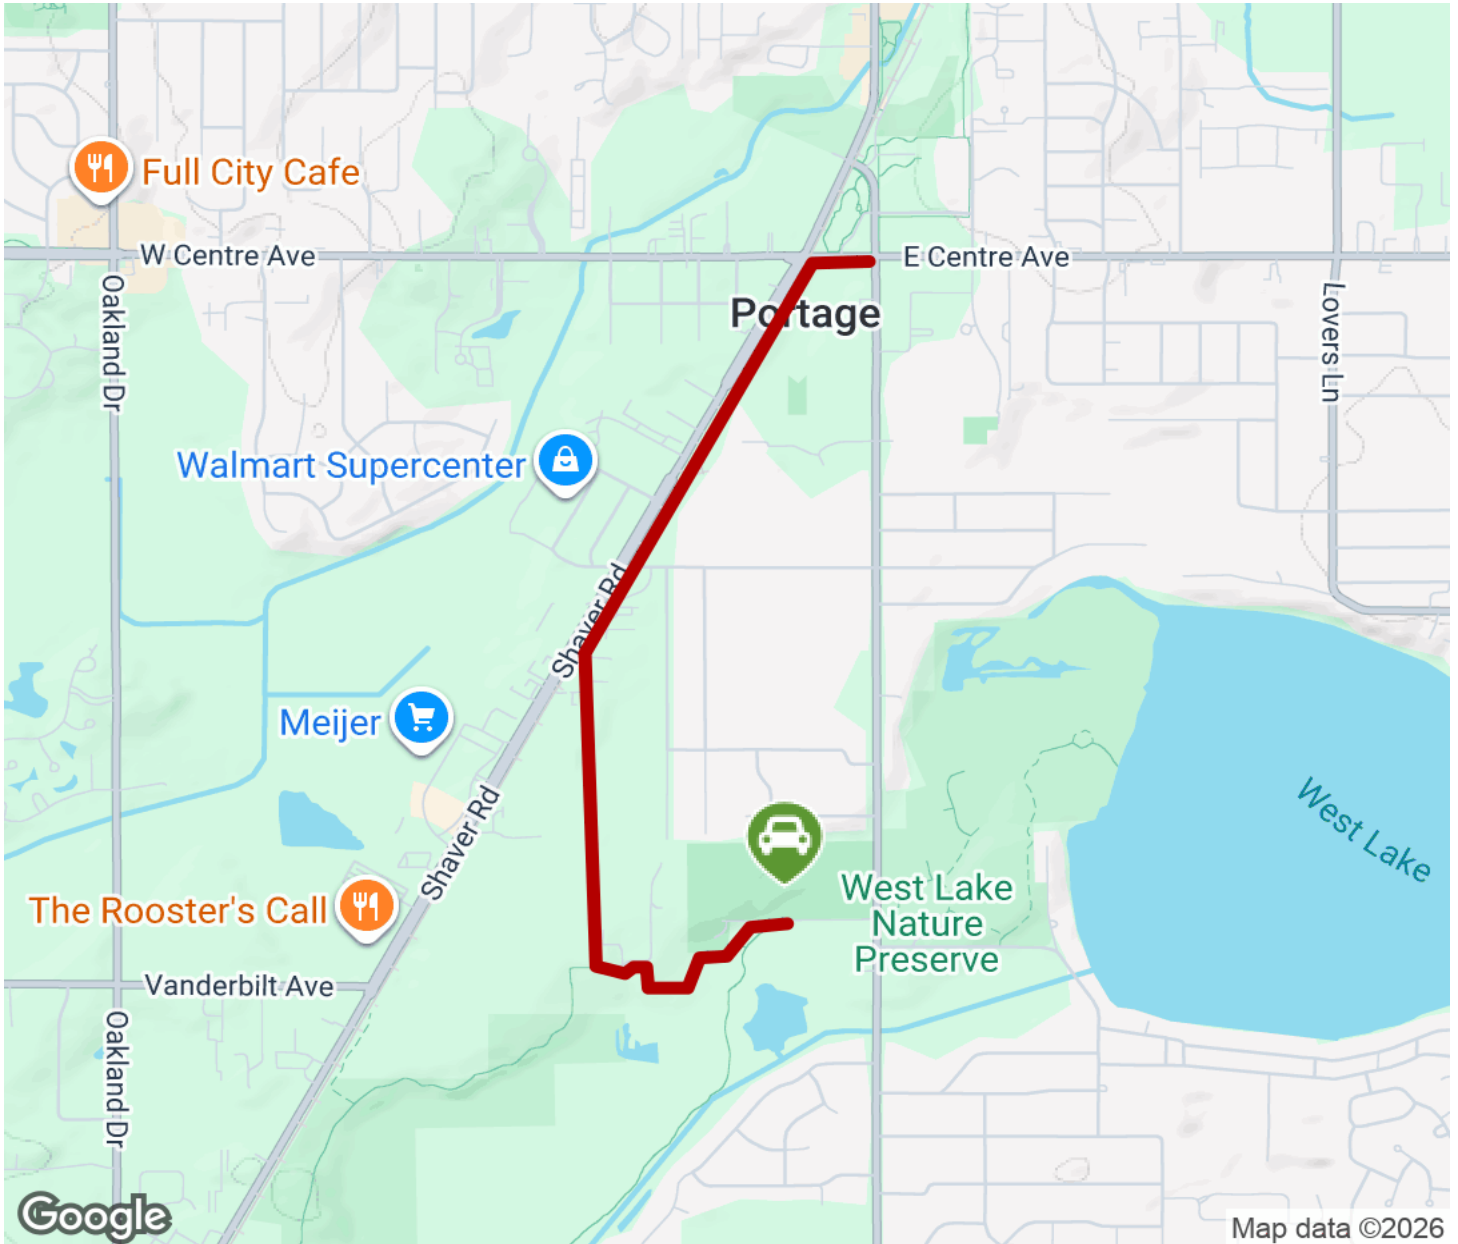 Full City Cafe
W Centre Ave
E Centre Ave
Oakland Dr
Portage
Lovers Ln
Walmart Supercenter
Shaver Rd
Meijer
West Lake
Shaver Rd
West Lake
Nature
Preserve
The Rooster's Call
Vanderbilt Ave
Oakland Dr
Google
Map data ©2026